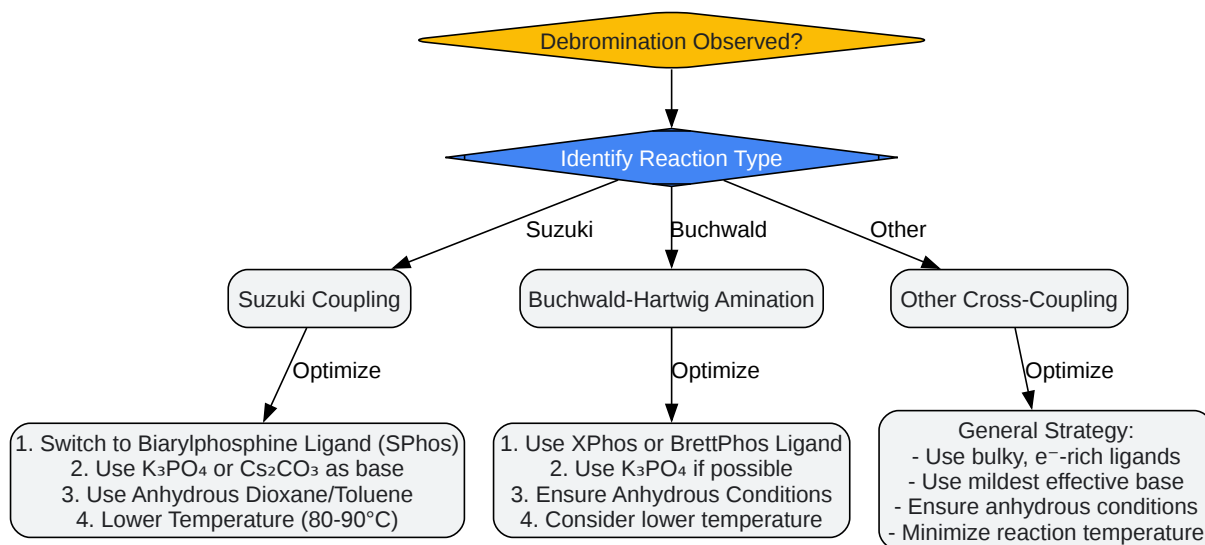 Debromination Observed?
Identify Reaction Type
Suzuki
Buchwald
Other
Suzuki Coupling
Buchwald-Hartwig Amination
Other Cross-Coupling
Optimize
Optimize
Optimize
1. Switch to Biarylphosphine Ligand (SPhos)
2. Use K₃PO₄ or Cs₂CO₃ as base
3. Use Anhydrous Dioxane/Toluene
4. Lower Temperature (80-90°C)
1. Use XPhos or BrettPhos Ligand
2. Use K₃PO₄ if possible
3. Ensure Anhydrous Conditions
4. Consider lower temperature
General Strategy:
- Use bulky, e⁻-rich ligands
- Use mildest effective base
- Ensure anhydrous conditions
- Minimize reaction temperature